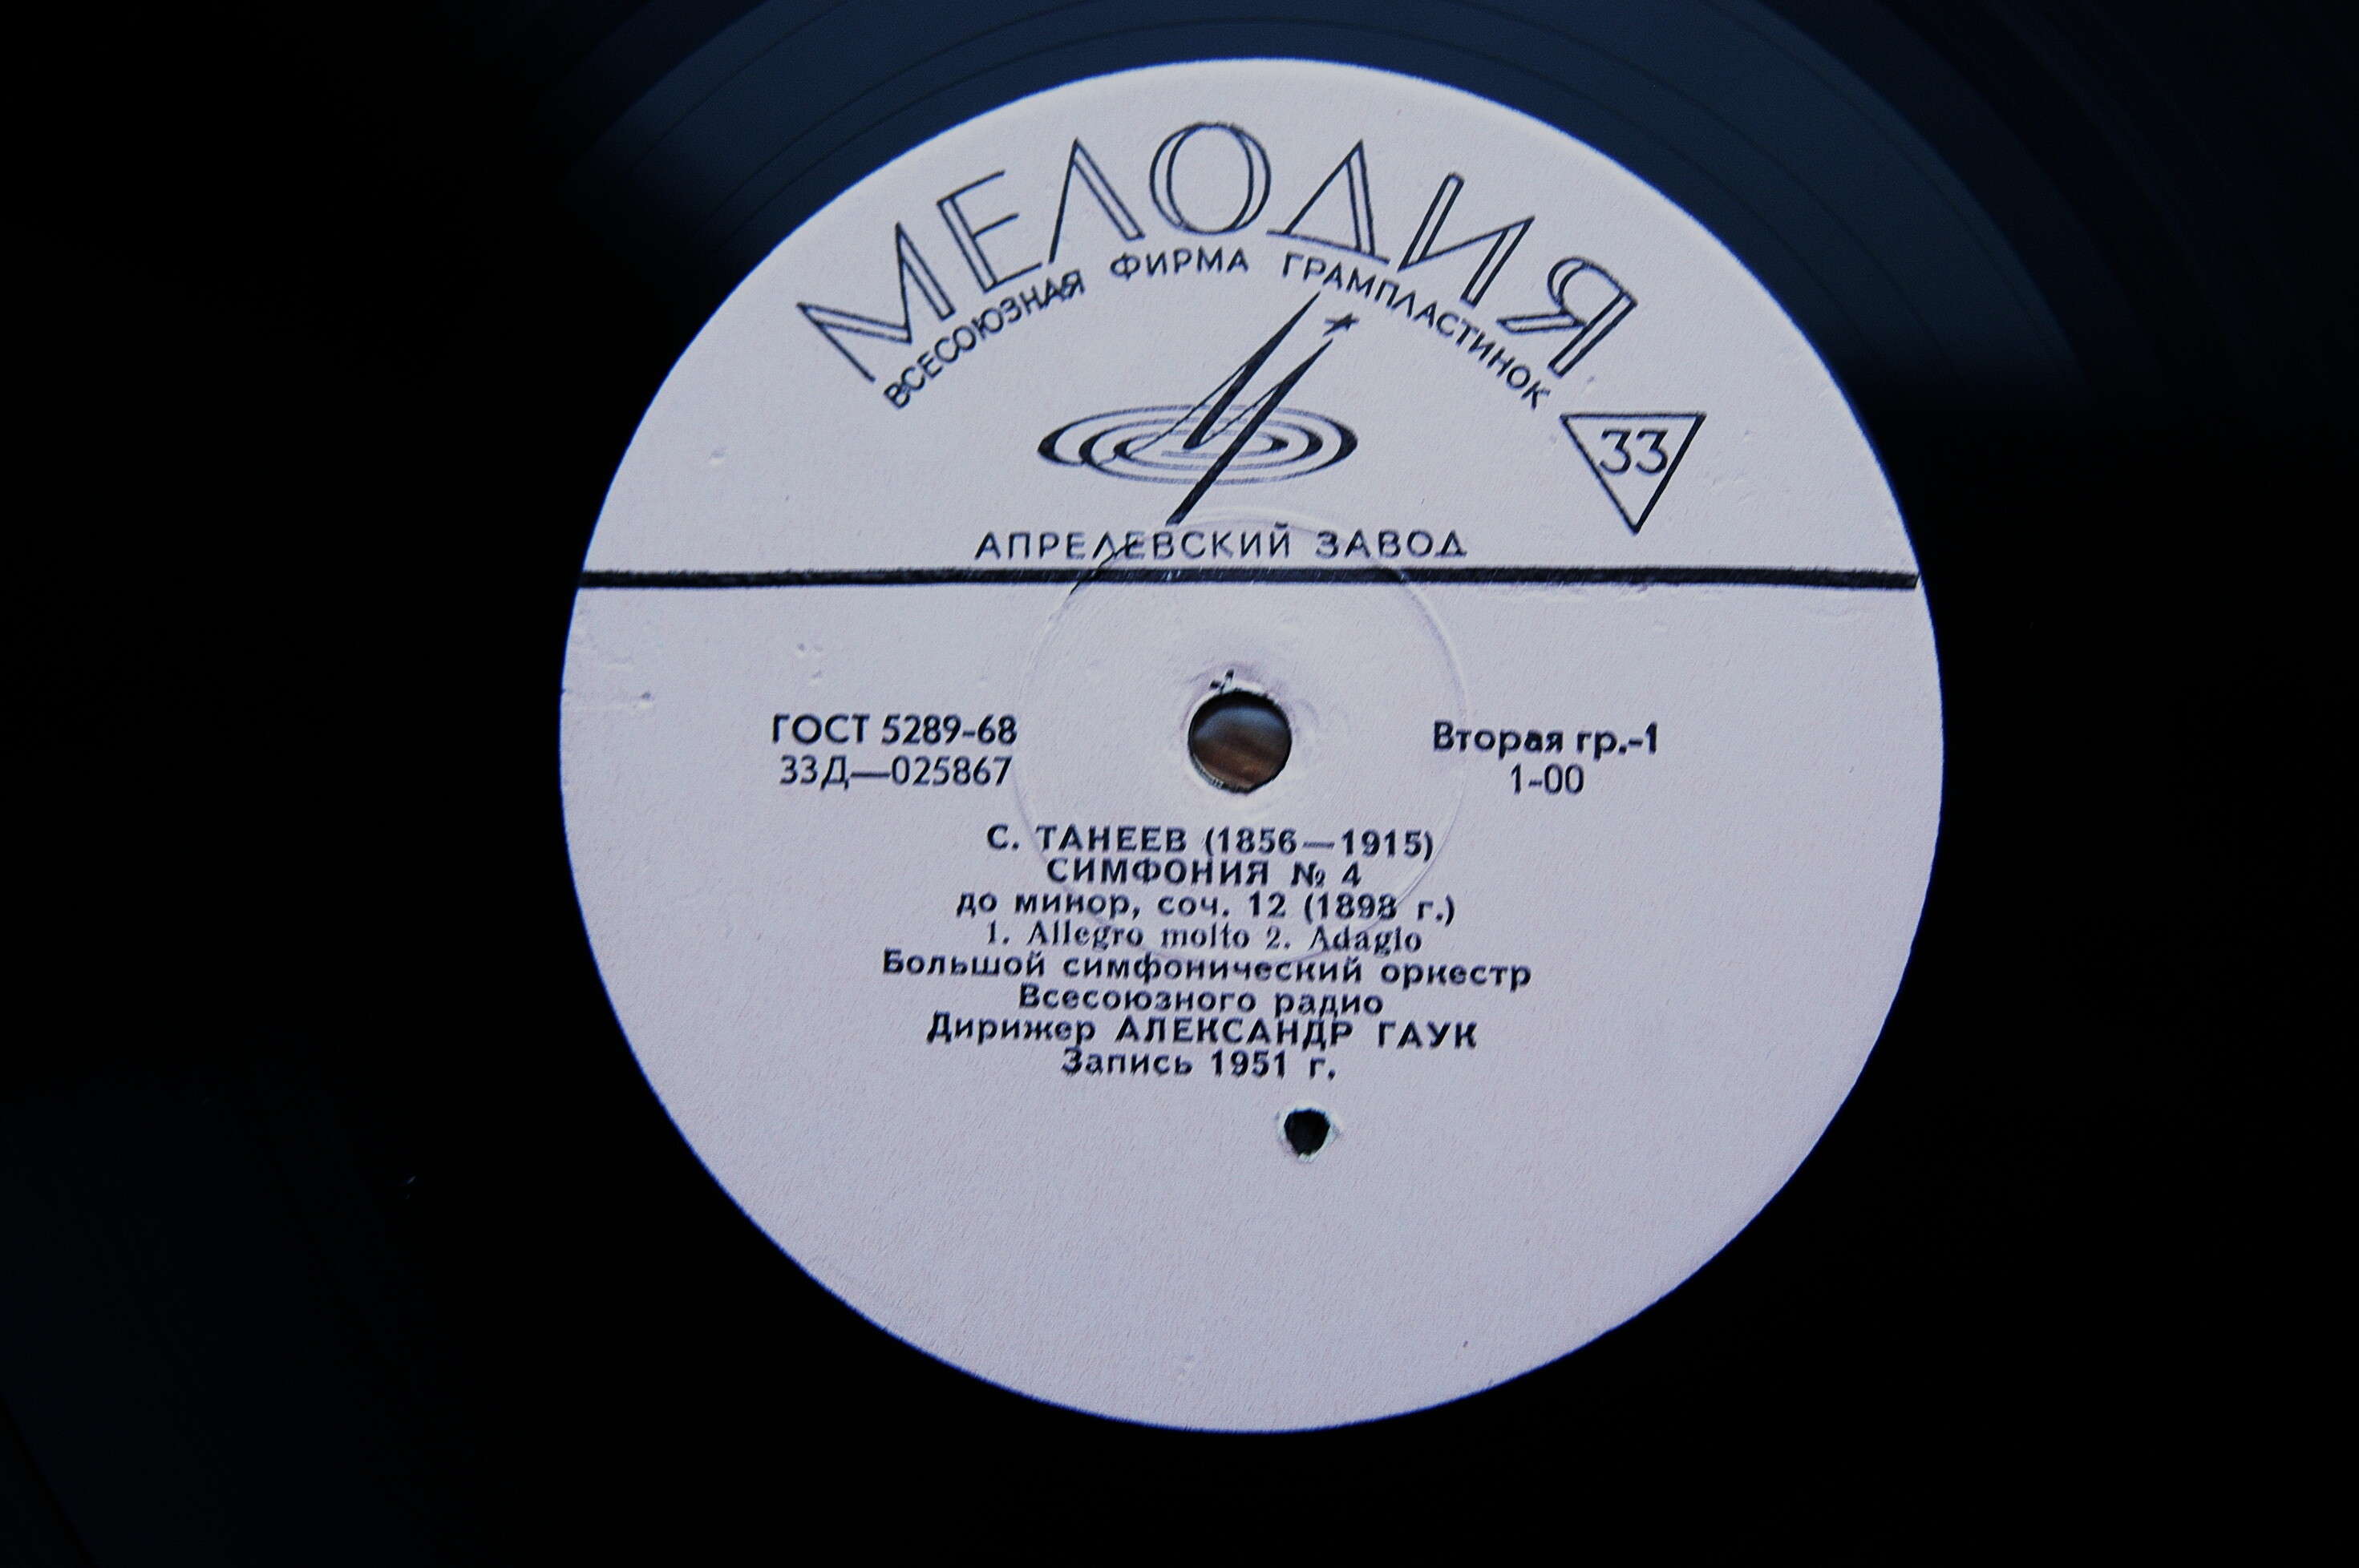 МЕЛОДИЯ
ВСЕСОЮЗНАЯ ФИРМА ГРАМПЛАСТИНОК
33
АПРЕЛЕВСКИЙ ЗАВОД
ГОСТ 5289-68
33Д—025867
Вторая гр.-1
1-00
С. ТАНЕЕВ (1856—1915)
СИМФОНИЯ № 4
до минор, соч. 12 (1898 г.)
1. Allegro molto 2. Adagio
Большой симфонический оркестр
Всесоюзного радио
Дирижер АЛЕКСАНДР ГАУК
Запись 1951 г.